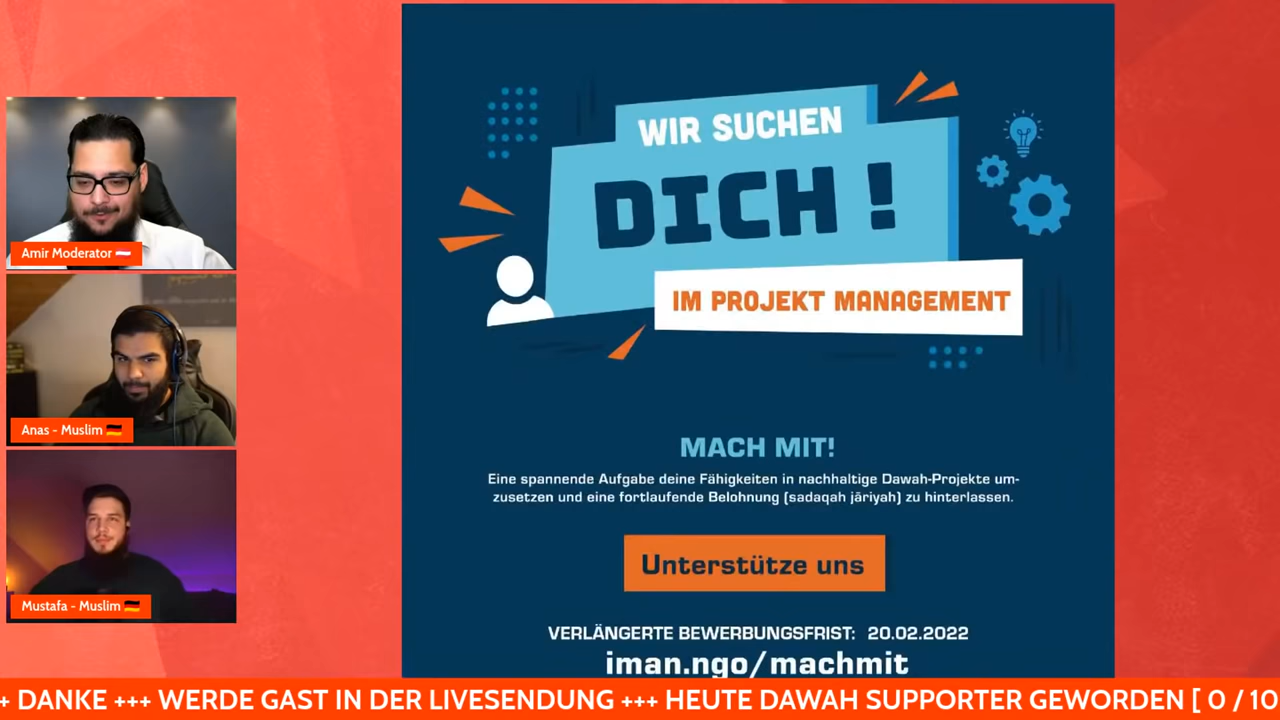 WIR SUCHEN
DICH !
IM PROJEKT MANAGEMENT
MACH MIT!
Eine spannende Aufgabe deine Fähigkeiten in nachhaltige Dawah-Projekte um-
zusetzen und eine fortlaufende Belohnung (sadaqah jāriyah) zu hinterlassen.
Unterstütze uns
VERLÄNGERTE BEWERBUNGSFRIST: 20.02.2022
iman.ngo/machmit
Amir Moderator
Anas - Muslim
Mustafa - Muslim
+ DANKE +++ WERDE GAST IN DER LIVESENDUNG +++ HEUTE DAWAH SUPPORTER GEWORDEN [ 0 / 10